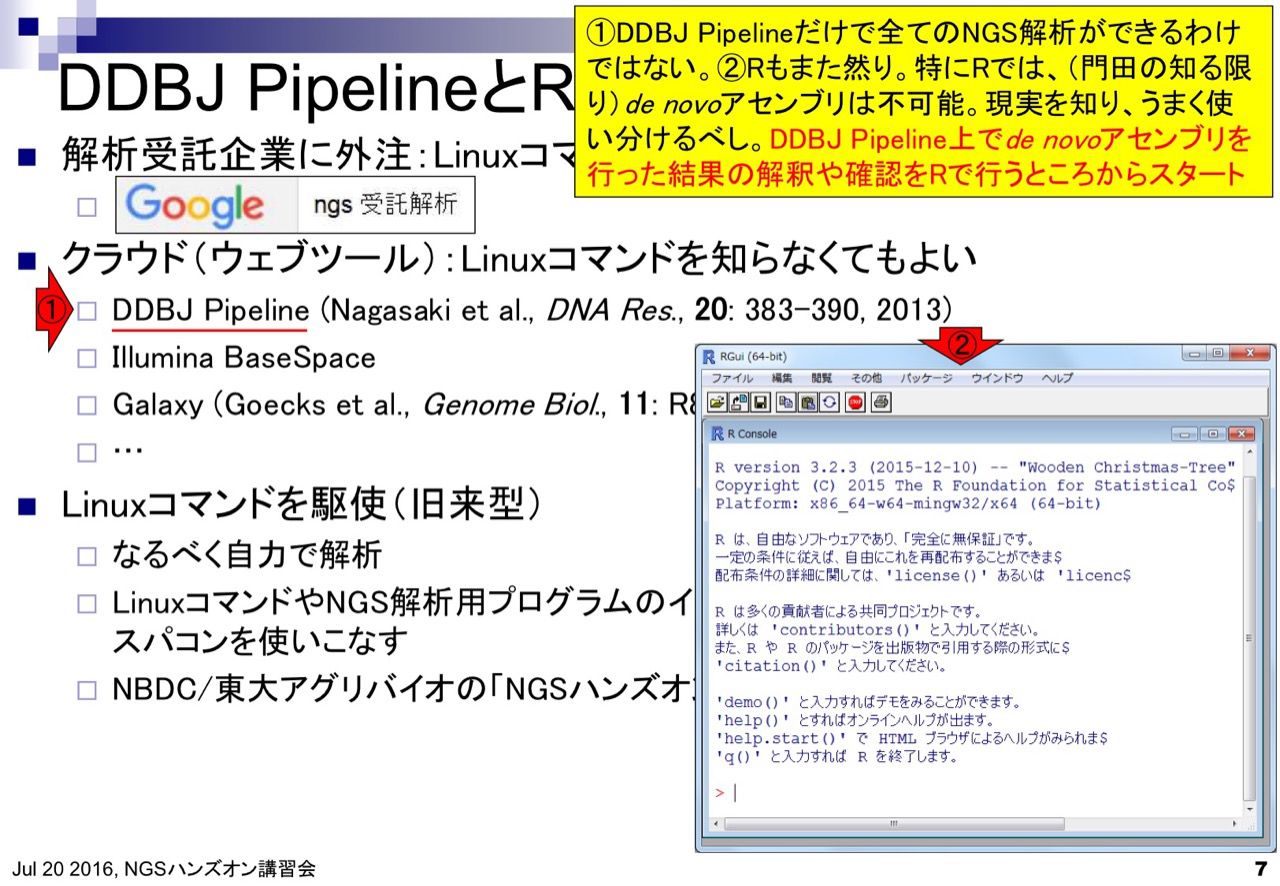 DDBJ PipelineとR
①DDBJ Pipelineだけで全てのNGS解析ができるわけ
ではない。②Rもまた然り。特にRでは、（門田の知る限
り）de novoアセンブリは不可能。現実を知り、うまく使
い分けるべし。DDBJ Pipeline上でde novoアセンブリを
行った結果の解釈や確認をRで行うところからスタート
■ 解析受託企業に外注：Linuxコマ
□ Google ngs 受託解析
■ クラウド（ウェブツール）：Linuxコマンドを知らなくてもよい
① □ DDBJ Pipeline (Nagasaki et al., DNA Res., 20: 383-390, 2013)
□ Illumina BaseSpace
□ Galaxy (Goecks et al., Genome Biol., 11: R8
□ …
■ Linuxコマンドを駆使（旧来型）
□ なるべく自力で解析
□ LinuxコマンドやNGS解析用プログラムのイ
スパコンを使いこなす
□ NBDC/東大アグリバイオの「NGSハンズオン
②
RGui (64-bit)
ファイル 編集 閲覧 その他 パッケージ ウインドウ ヘルプ
STOP
R Console
R version 3.2.3 (2015-12-10) -- "Wooden Christmas-Tree"
Copyright (C) 2015 The R Foundation for Statistical Co$
Platform: x86_64-w64-mingw32/x64 (64-bit)
R は、自由なソフトウェアであり、「完全に無保証」です。
一定の条件に従えば、自由にこれを再配布することができま$
配布条件の詳細に関しては、'license()' あるいは 'licenc$
R は多くの貢献者による共同プロジェクトです。
詳しくは 'contributors()' と入力してください。
また、R や R のパッケージを出版物で引用する際の形式に$
'citation()' と入力してください。
'demo()' と入力すればデモをみることができます。
'help()' とすればオンラインヘルプが出ます。
'help.start()' で HTML ブラウザによるヘルプがみられま$
'q()' と入力すれば R を終了します。
>
Jul 20 2016, NGSハンズオン講習会
7